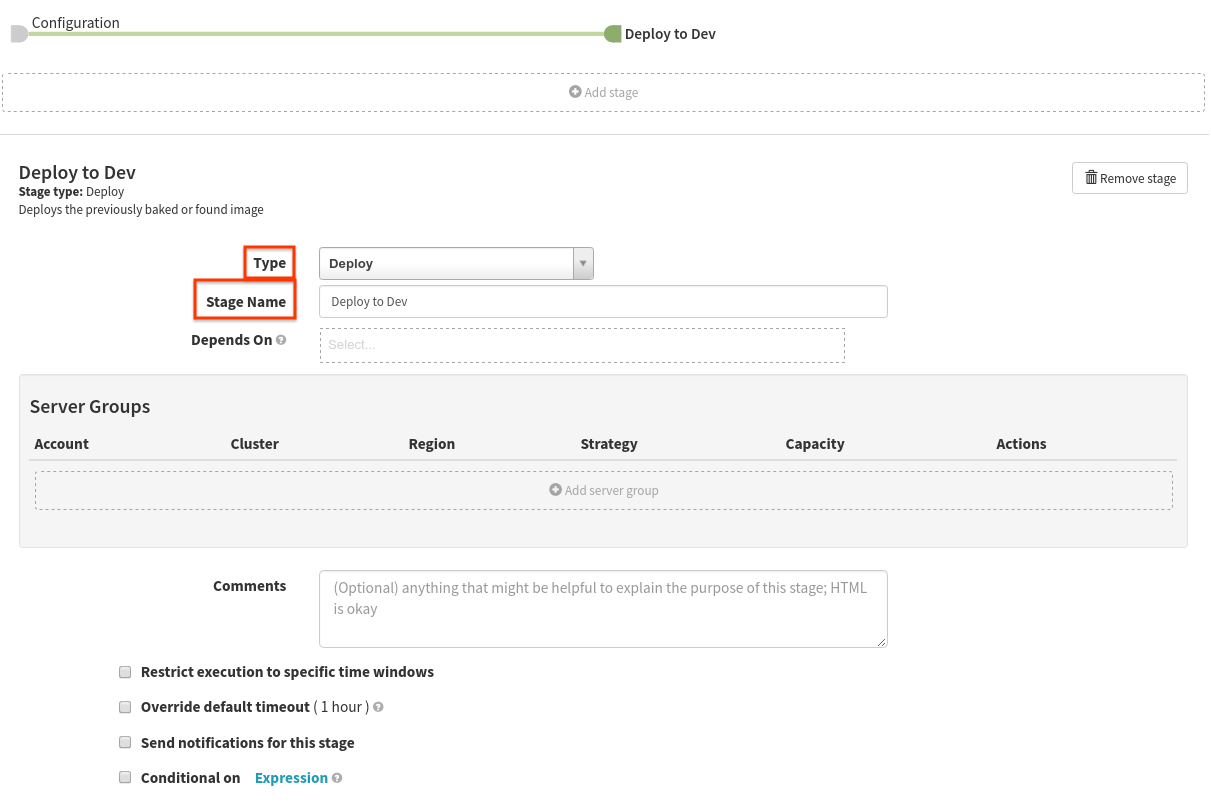 Configuration
Deploy to Dev
Add stage
Deploy to Dev
Remove stage
Stage type: Deploy
Deploys the previously baked or found image
Type
Deploy
Stage Name
Deploy to Dev
Depends On
Select...
Server Groups
Account Cluster Region Strategy Capacity Actions
Add server group
Comments
(Optional) anything that might be helpful to explain the purpose of this stage; HTML
is okay
Restrict execution to specific time windows
Override default timeout ( 1 hour )
Send notifications for this stage
Conditional on Expression